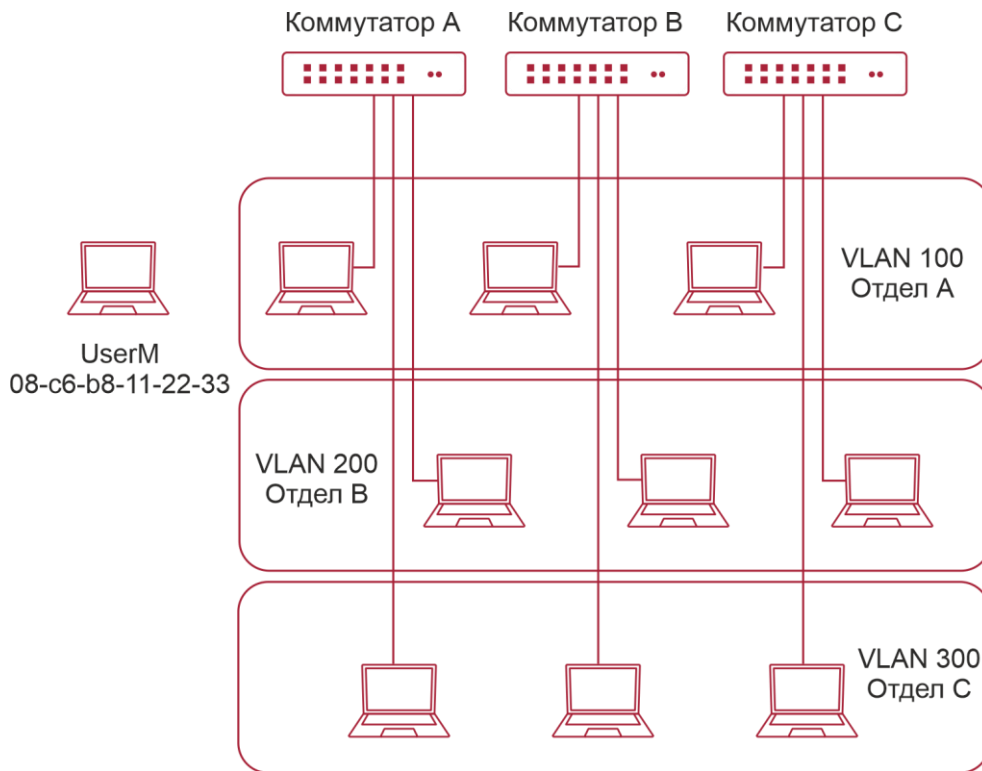 Коммутатор A
Коммутатор B
Коммутатор C
VLAN 100
Отдел A
UserM
08-c6-b8-11-22-33
VLAN 200
Отдел B
VLAN 300
Отдел C